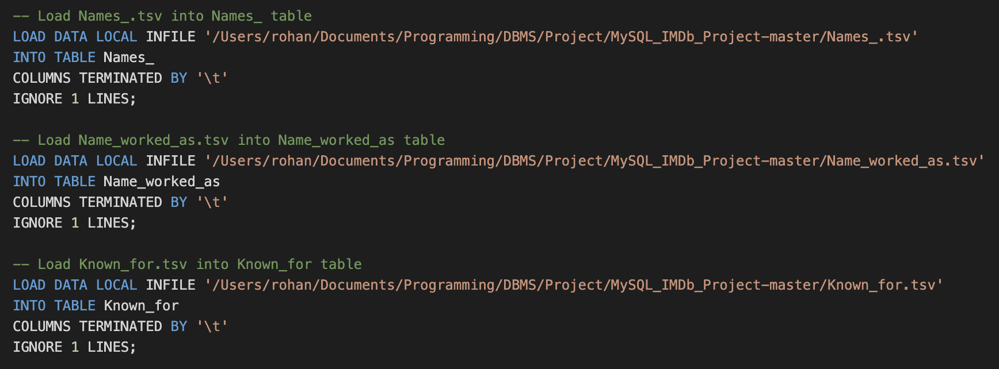 -- Load Names_.tsv into Names_ table
LOAD DATA LOCAL INFILE '/Users/rohan/Documents/Programming/DBMS/Project/MySQL_IMDb_Project-master/Names_.tsv'
INTO TABLE Names_
COLUMNS TERMINATED BY '\t'
IGNORE 1 LINES;

-- Load Name_worked_as.tsv into Name_worked_as table
LOAD DATA LOCAL INFILE '/Users/rohan/Documents/Programming/DBMS/Project/MySQL_IMDb_Project-master/Name_worked_as.tsv'
INTO TABLE Name_worked_as
COLUMNS TERMINATED BY '\t'
IGNORE 1 LINES;

-- Load Known_for.tsv into Known_for table
LOAD DATA LOCAL INFILE '/Users/rohan/Documents/Programming/DBMS/Project/MySQL_IMDb_Project-master/Known_for.tsv'
INTO TABLE Known_for
COLUMNS TERMINATED BY '\t'
IGNORE 1 LINES;